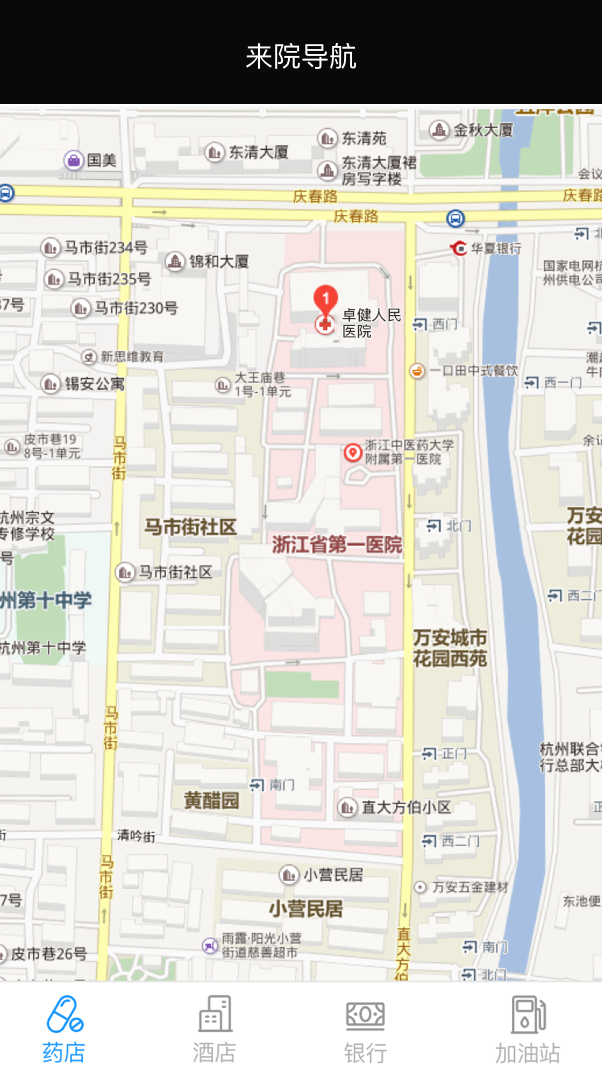 来院导航
金秋大厦
东清苑
东清大厦
国美
东清大厦裙
房写字楼
会议
庆春路
庆春路
庆春路
马市街234号
华夏银行
西
锦和大厦
国家电网杭
州供电公司
马市街235号
37号
马市街230号
1
卓健人民
医院
西门
新思维教育
一口田中式餐饮
大王庙巷
1号-1单元
锡安公寓
西一门
皮市巷19
8号-1单元
马市街
浙江中医药大学
附属第一医院
杭州宗文
专修学校
马市街社区
北门
万安
花园
号
浙江省第一医院
马市街社区
州第十中学
西二门
杭州第十中学
万安城市
花园西苑
马市街
正门
杭州联合
行总部大
南门
黄醋园
直大方伯小区
正
街
清吟街
西二门
马市街
小营民居
万安五金建材
7号
小营民居
东池便
直大方伯
雨露·阳光小营
街道慈善超市
皮市巷26号
南门
北门
药店
酒店
银行
加油站